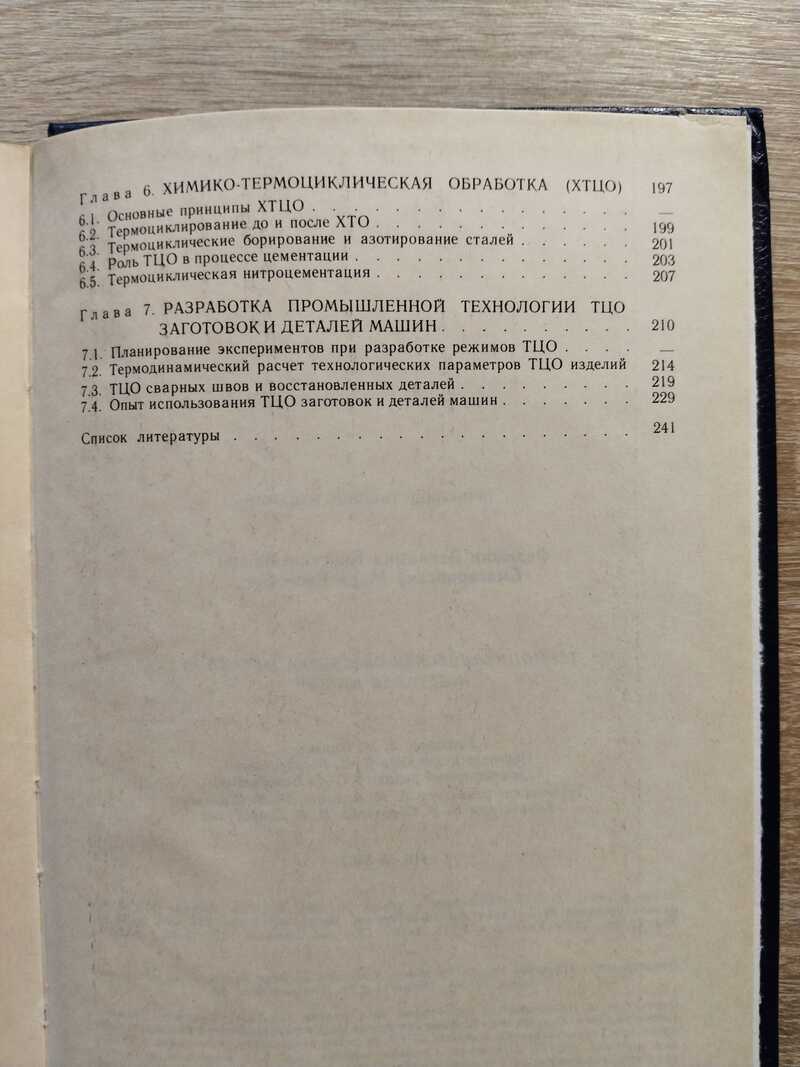 Глава 6. ХИМИКО-ТЕРМОЦИКЛИЧЕСКАЯ ОБРАБОТКА (ХТЦО) 197
6.1. Основные принципы ХТЦО . . . . . . . . . . . . —
6.2. Термоциклирование до и после ХТО . . . . . . . . . . . . . 199
6.3. Термоциклические борирование и азотирование сталей . . . . . . 201
6.4. Роль ТЦО в процессе цементации . . . . . . . . . . . . . . 203
6.5. Термоциклическая нитроцементация . . . . . . . . . . . . . 207
Глава 7. РАЗРАБОТКА ПРОМЫШЛЕННОЙ ТЕХНОЛОГИИ ТЦО
ЗАГОТОВОК И ДЕТАЛЕЙ МАШИН . . . . . . . . . . 210
7.1. Планирование экспериментов при разработке режимов ТЦО . . . . —
7.2. Термодинамический расчет технологических параметров ТЦО изделий 214
7.3. ТЦО сварных швов и восстановленных деталей . . . . . . . . . 219
7.4. Опыт использования ТЦО заготовок и деталей машин . . . . . . . 229
Список литературы . . . . . . . . . . . . . . . . . . . 241